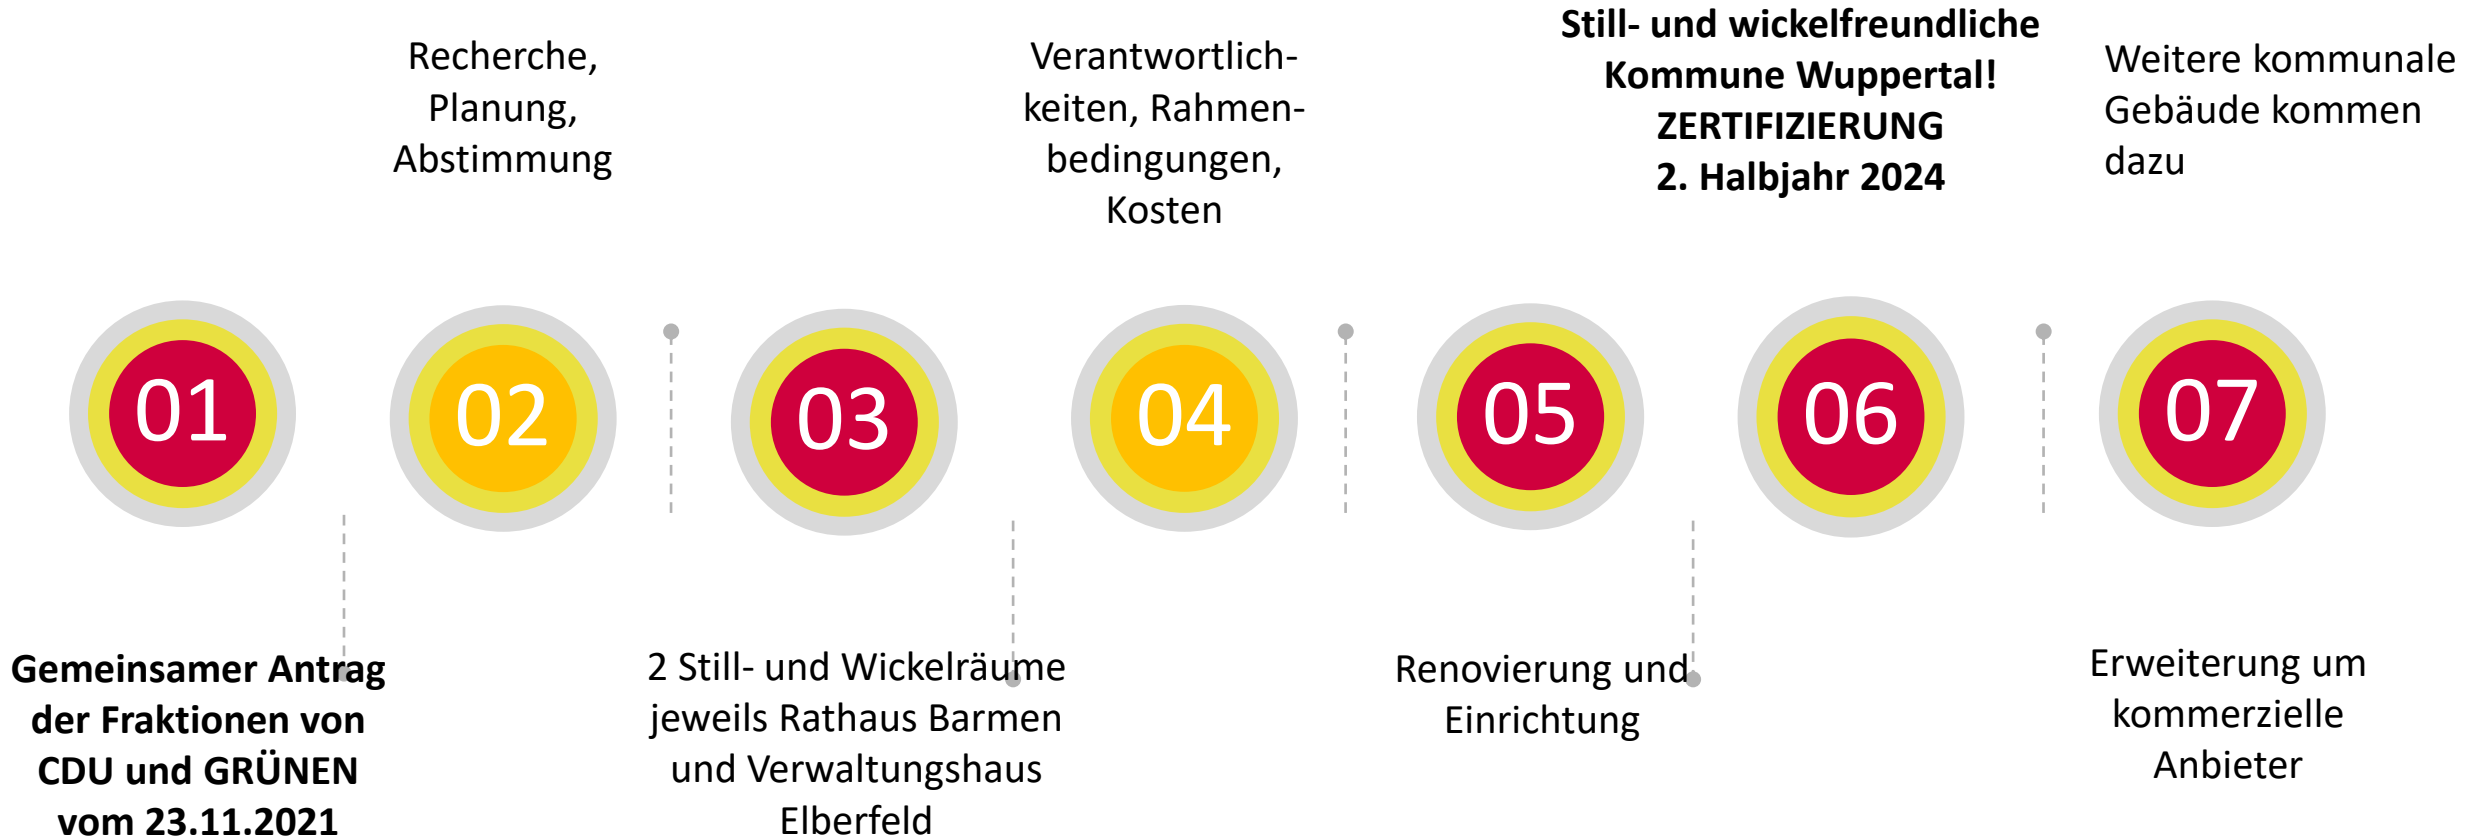 01
Gemeinsamer Antrag
der Fraktionen von
CDU und GRÜNEN
vom 23.11.2021
Recherche,
Planung,
Abstimmung
02
03
2 Still- und Wickelräume
jeweils Rathaus Barmen
und Verwaltungshaus
Elberfeld
Verantwortlich-
keiten, Rahmen-
bedingungen,
Kosten
04
05
Renovierung und
Einrichtung
Still- und wickelfreundliche
Kommune Wuppertal!
ZERTIFIZIERUNG
2. Halbjahr 2024
06
Weitere kommunale
Gebäude kommen
dazu
07
Erweiterung um
kommerzielle
Anbieter